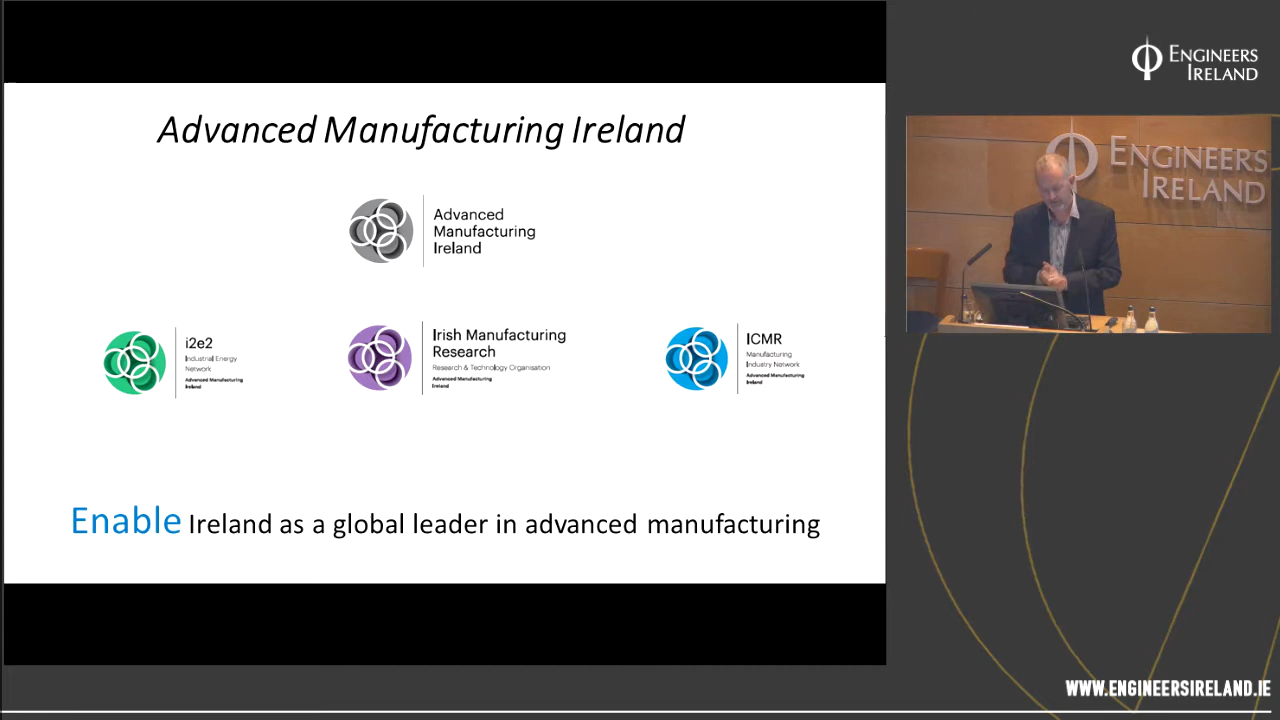 Advanced Manufacturing Ireland
Advanced
Manufacturing
Ireland
i2e2
Industrial Energy
Network
Advanced Manufacturing
Ireland
Irish Manufacturing
Research
Research & Technology Organisation
Advanced Manufacturing
Ireland
ICMR
Manufacturing
Industry Network
Advanced Manufacturing
Ireland
Enable Ireland as a global leader in advanced manufacturing
ENGINEERS
IRELAND
ENGINEERS
IRELAND
WWW.ENGINEERSIRELAND.IE